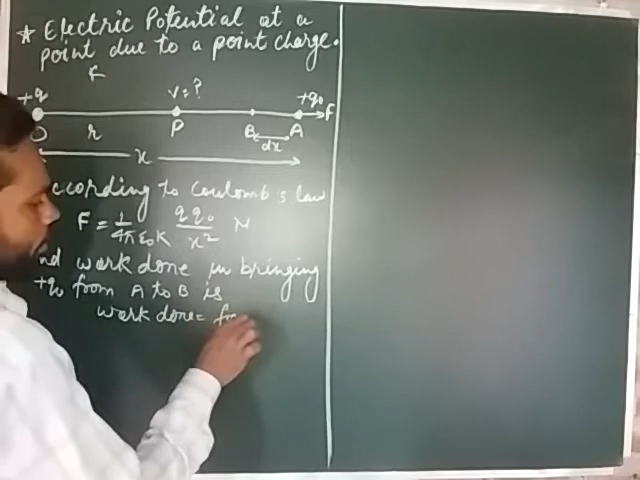 * Electric Potential at a
point due to a point charge.
r
+q V=? +q₀ F
O r P B A
dx
x
According to Coulomb's law
F = 1/4πε₀K qq₀/x² N
And work done in bringing
+q₀ from A to B is
work done = fo